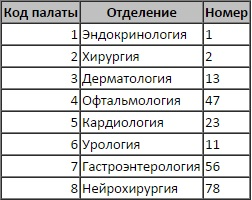 Код палаты Отделение Номер
1 Эндокринология 1
2 Хирургия 2
3 Дерматология 13
4 Офтальмология 47
5 Кардиология 23
6 Урология 11
7 Гастроэнтерология 56
8 Нейрохирургия 78